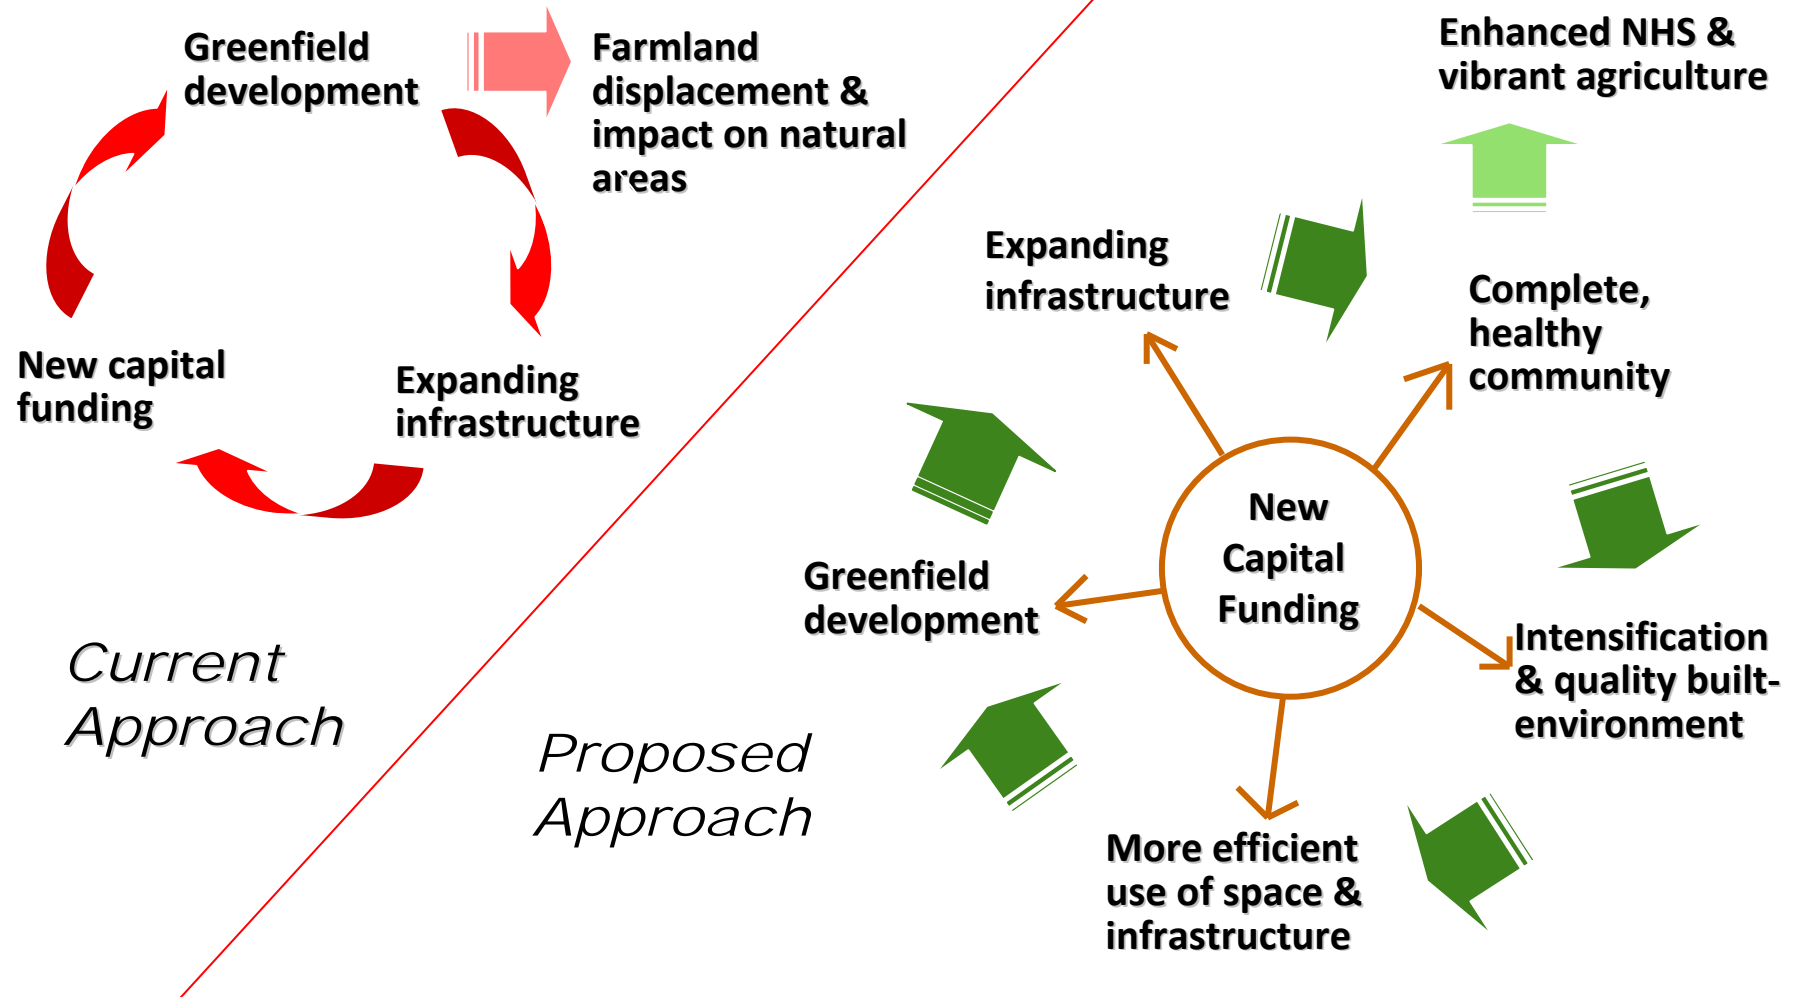 Greenfield
development
Farmland
displacement &
impact on natural
areas
New capital
funding
Expanding
infrastructure
Current
Approach
Enhanced NHS &
vibrant agriculture
Expanding
infrastructure
Complete,
healthy
community
New
Capital
Funding
Greenfield
development
Intensification
& quality built-
environment
More efficient
use of space &
infrastructure
Proposed
Approach